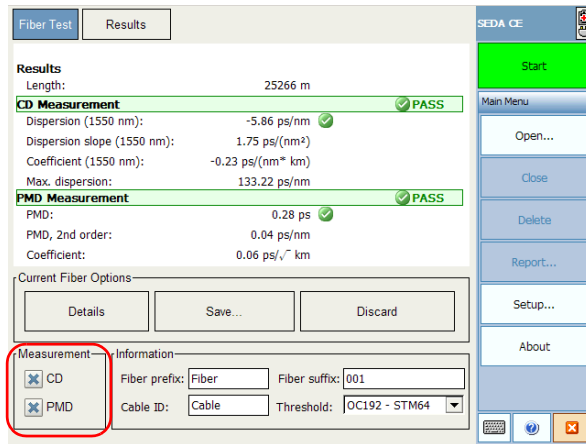 Fiber Test
Results
SEDA CE
Start
Main Menu
Open...
Close
Delete
Report...
Setup...
About
Results
Length: 25266 m
CD Measurement PASS
Dispersion (1550 nm): -5.86 ps/nm
Dispersion slope (1550 nm): 1.75 ps/(nm²)
Coefficient (1550 nm): -0.23 ps/(nm* km)
Max. dispersion: 133.22 ps/nm
PMD Measurement PASS
PMD: 0.28 ps
PMD, 2nd order: 0.04 ps/nm
Coefficient: 0.06 ps/√ km
Current Fiber Options
Details
Save...
Discard
Measurement
CD
PMD
Information
Fiber prefix: Fiber Fiber suffix: 001
Cable ID: Cable Threshold: OC192 - STM64